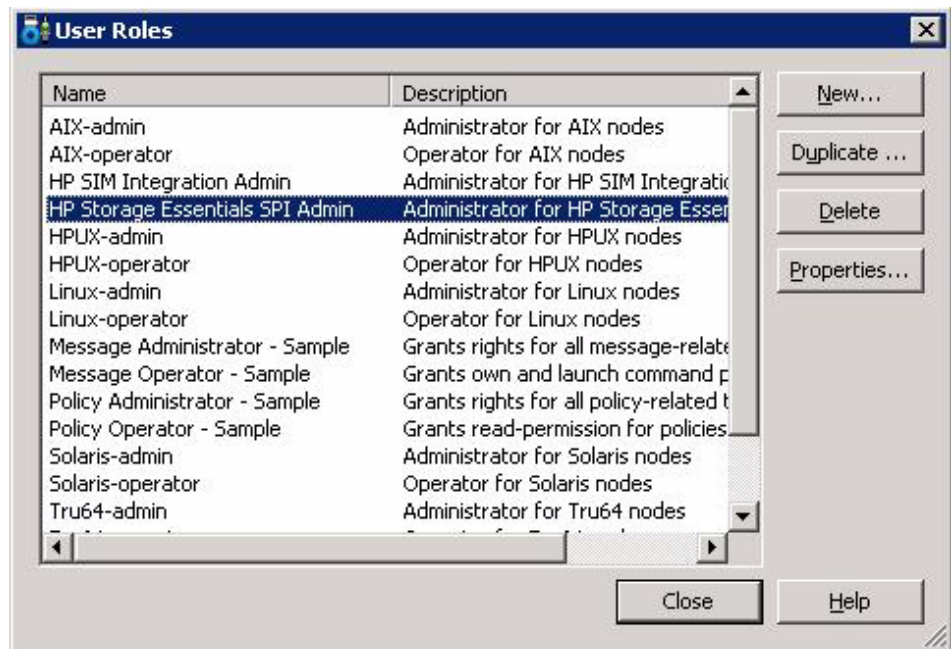 User Roles
Name Description
AIX-admin Administrator for AIX nodes
AIX-operator Operator for AIX nodes
HP SIM Integration Admin Administrator for HP SIM Integratic
HP Storage Essentials SPI Admin Administrator for HP Storage Esser
HPUX-admin Administrator for HPUX nodes
HPUX-operator Operator for HPUX nodes
Linux-admin Administrator for Linux nodes
Linux-operator Operator for Linux nodes
Message Administrator - Sample Grants rights for all message-relate
Message Operator - Sample Grants own and launch command p
Policy Administrator - Sample Grants rights for all policy-related t
Policy Operator - Sample Grants read-permission for policies
Solaris-admin Administrator for Solaris nodes
Solaris-operator Operator for Solaris nodes
Tru64-admin Administrator for Tru64 nodes
New...
Duplicate ...
Delete
Properties...
Close Help